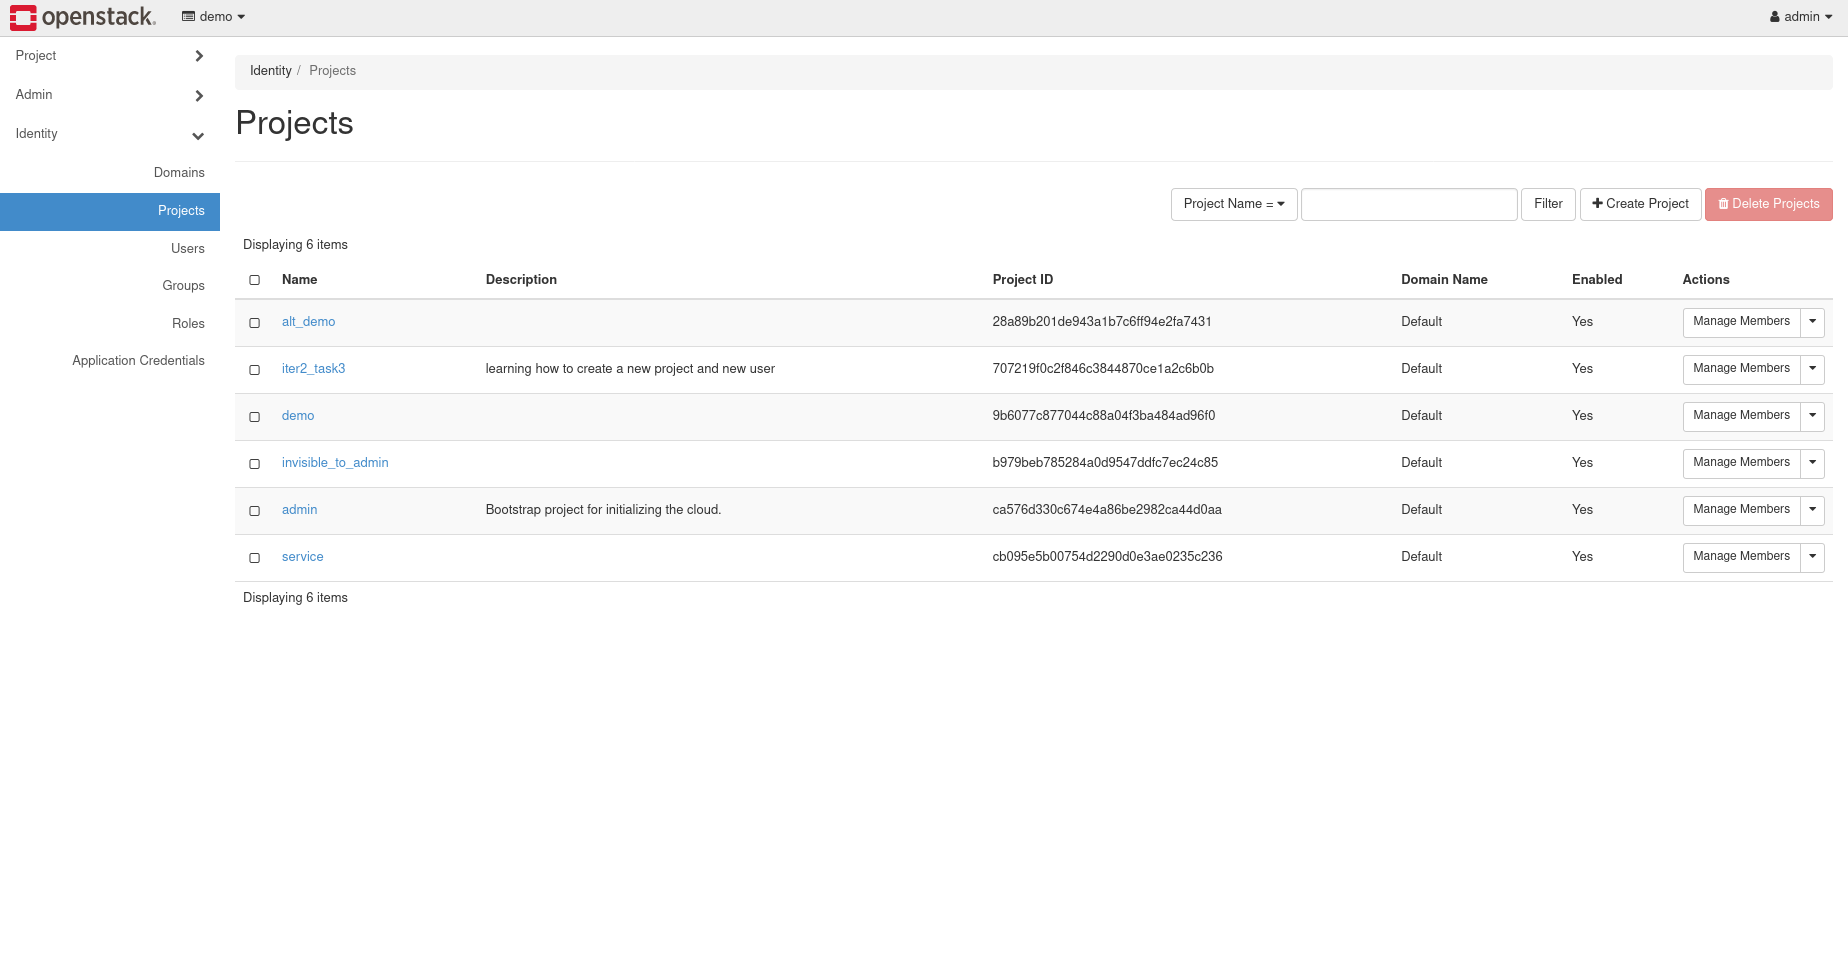 openstack. demo admin
Project
Admin
Identity
Domains
Projects
Users
Groups
Roles
Application Credentials
Identity / Projects
Projects
Project Name = Filter Create Project Delete Projects
Displaying 6 items
Name Description Project ID Domain Name Enabled Actions
alt_demo 28a89b201de943a1b7c6ff94e2fa7431 Default Yes Manage Members
iter2_task3 learning how to create a new project and new user 707219f0c2f846c3844870ce1a2c6b0b Default Yes Manage Members
demo 9b6077c877044c88a04f3ba484ad96f0 Default Yes Manage Members
invisible_to_admin b979beb785284a0d9547ddfc7ec24c85 Default Yes Manage Members
admin Bootstrap project for initializing the cloud. ca576d330c674e4a86be2982ca44d0aa Default Yes Manage Members
service cb095e5b00754d2290d0e3ae0235c236 Default Yes Manage Members
Displaying 6 items